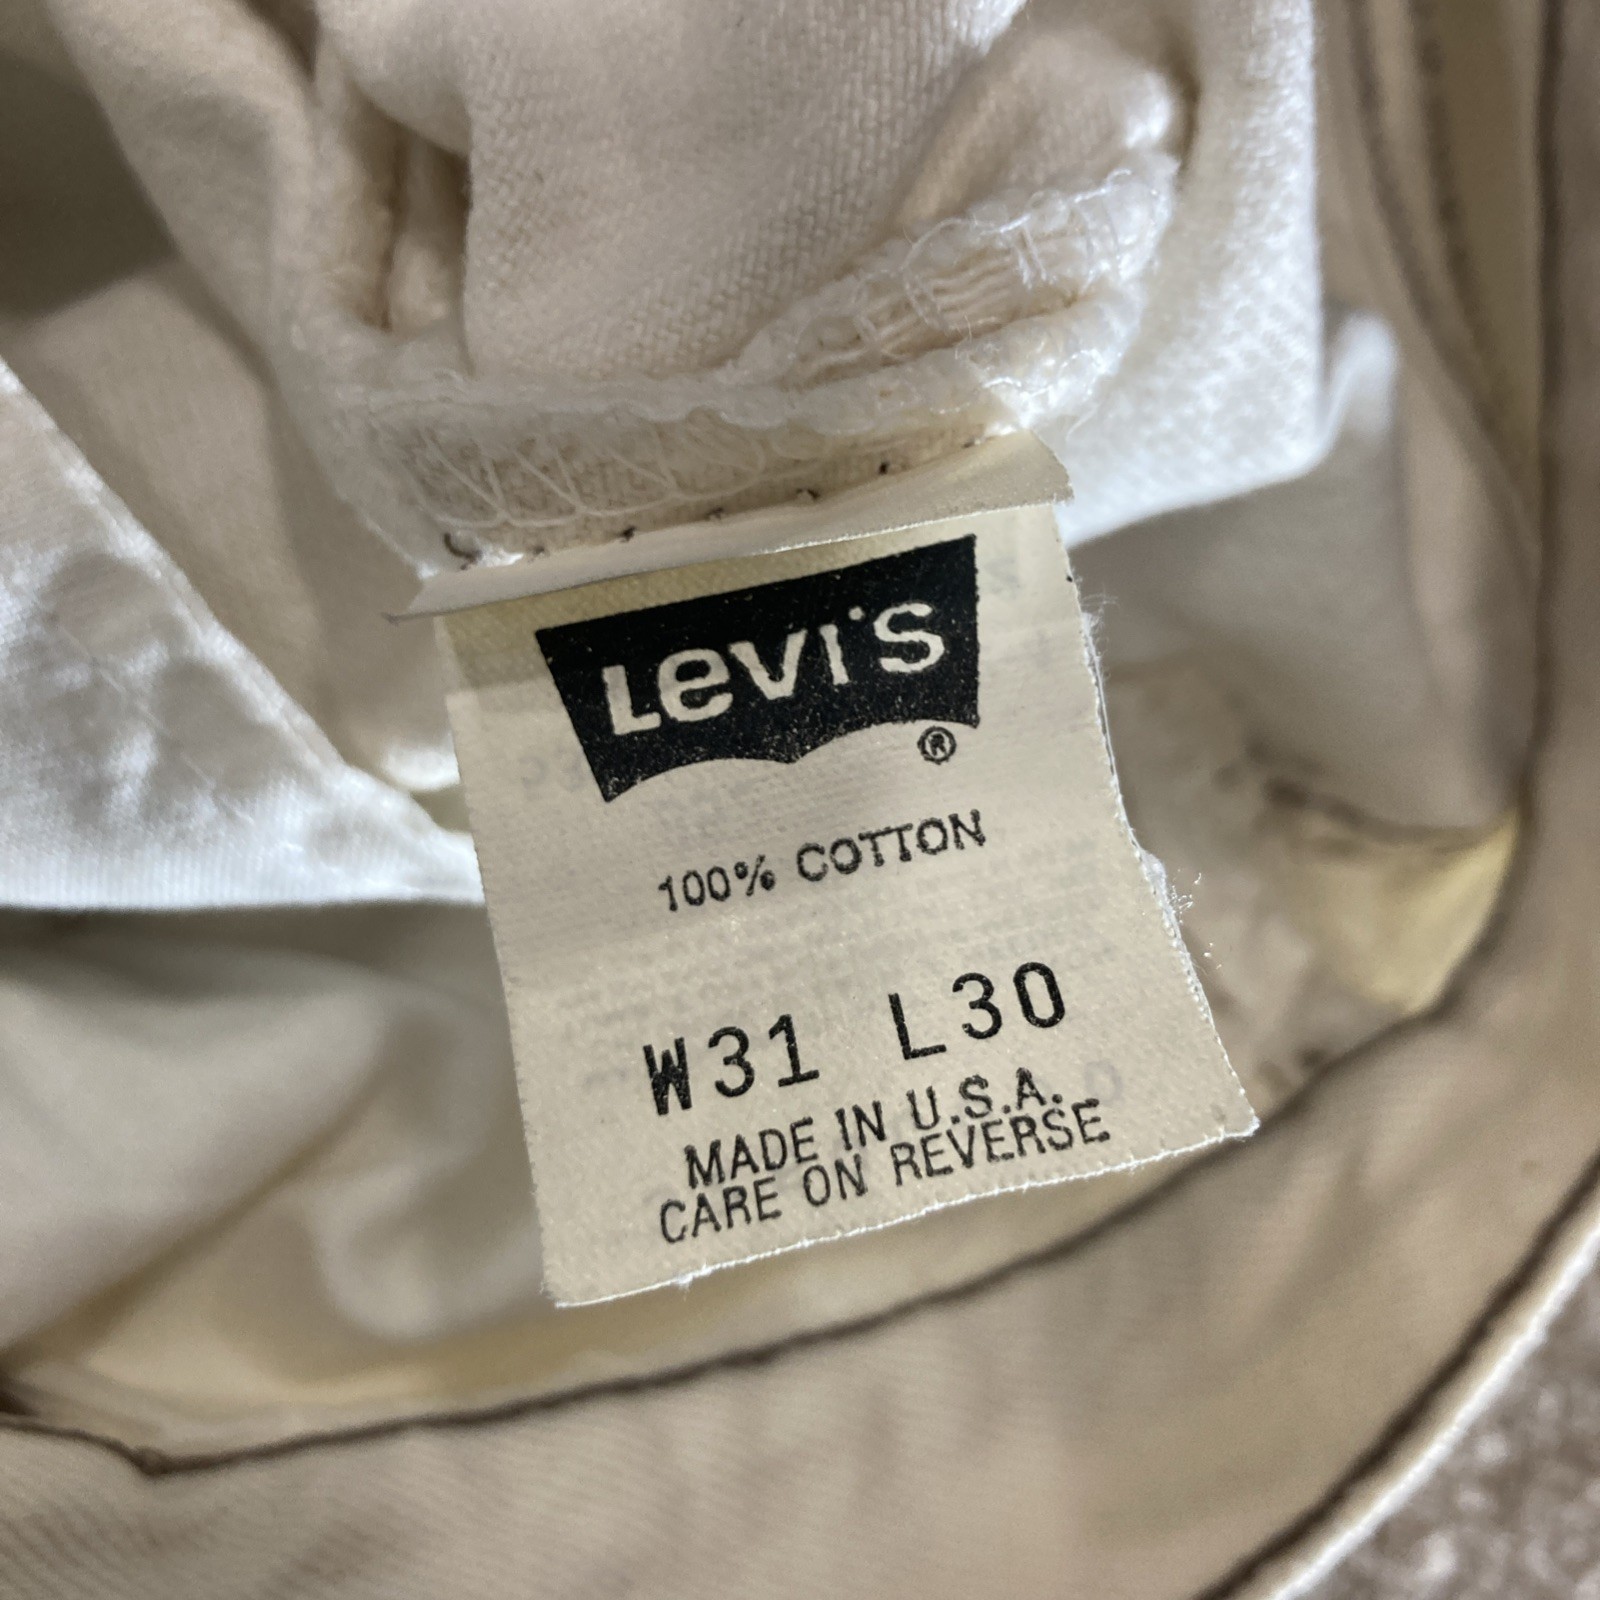 Levi's
®
100% COTTON
W31 L30
MADE IN U.S.A.
CARE ON REVERSE